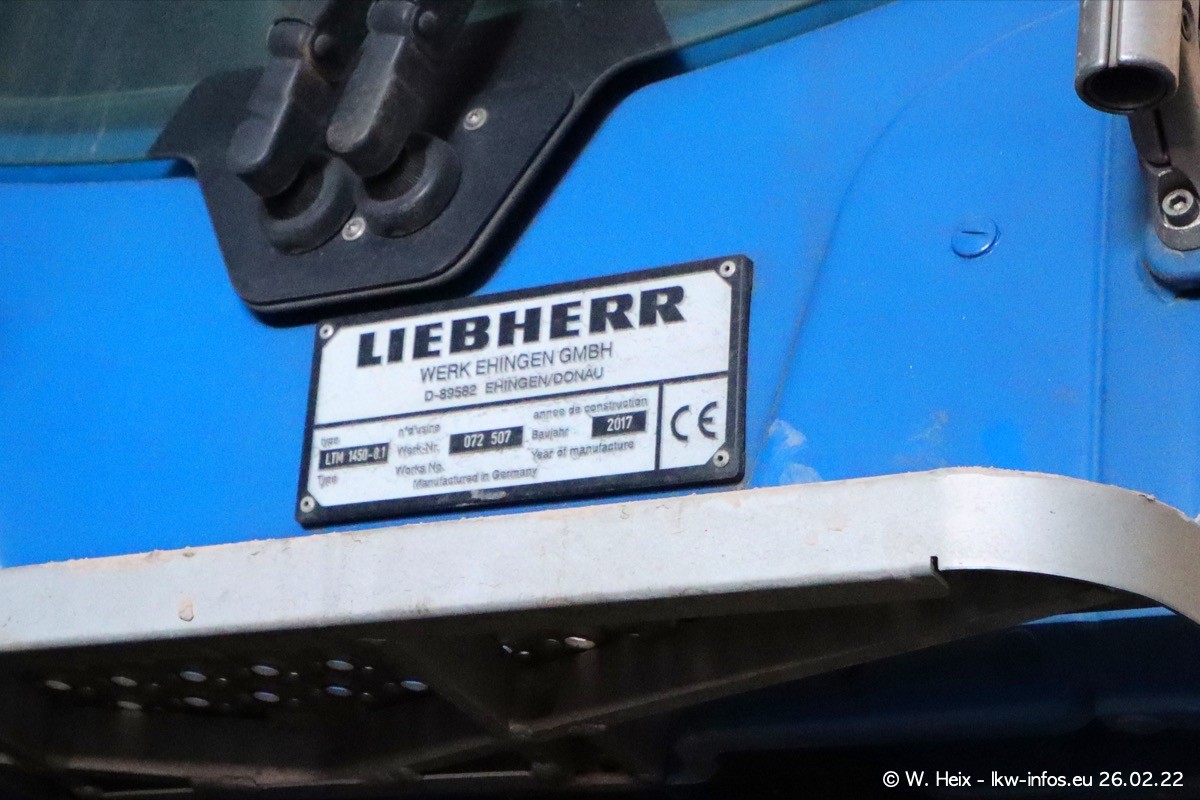 LIEBHERR
WERK EHINGEN GMBH
D-89582 EHINGEN/DONAU
type n°d'usine année de construction
LTM 1450-8.1 Werk-Nr. 072 507 Baujahr 2017
Type Works No. Year of manufacture
Manufactured in Germany
CE
© W. Heix - lkw-infos.eu 26.02.22